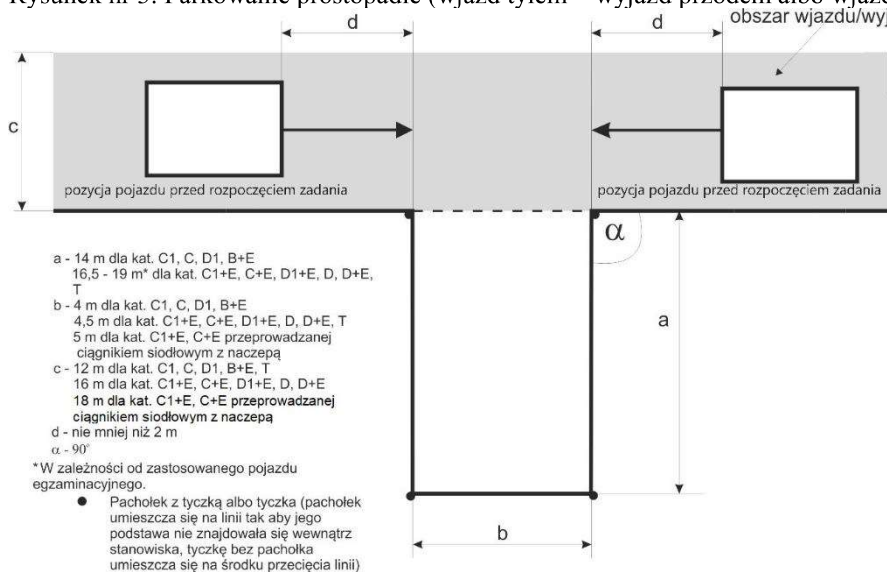 Rysunek nr 3. Parkowanie prostopadłe (wjazd tyłem – wyjazd przodem albo wjazd
d
d
obszar wjazdu/wyj
c
pozycja pojazdu przed rozpoczęciem zadania
pozycja pojazdu przed rozpoczęciem zadania
α
a - 14 m dla kat. C1, C, D1, B+E
16,5 - 19 m* dla kat. C1+E, C+E, D1+E, D, D+E,
T
b - 4 m dla kat. C1, C, D1, B+E
4,5 m dla kat. C1+E, C+E, D1+E, D, D+E, T
5 m dla kat. C1+E, C+E przeprowadzanej
ciągnikiem siodłowym z naczepą
c - 12 m dla kat. C1, C, D1, B+E, T
16 m dla kat. C1+E, C+E, D1+E, D, D+E
18 m dla kat. C1+E, C+E przeprowadzanej
ciągnikiem siodłowym z naczepą
d - nie mniej niż 2 m
α - 90°
*W zależności od zastosowanego pojazdu
egzaminacyjnego.
● Pachołek z tyczką albo tyczka (pachołek
umieszcza się na linii tak aby jego
podstawa nie znajdowała się wewnątrz
stanowiska, tyczkę bez pachołka
umieszcza się na środku przecięcia linii)
a
b